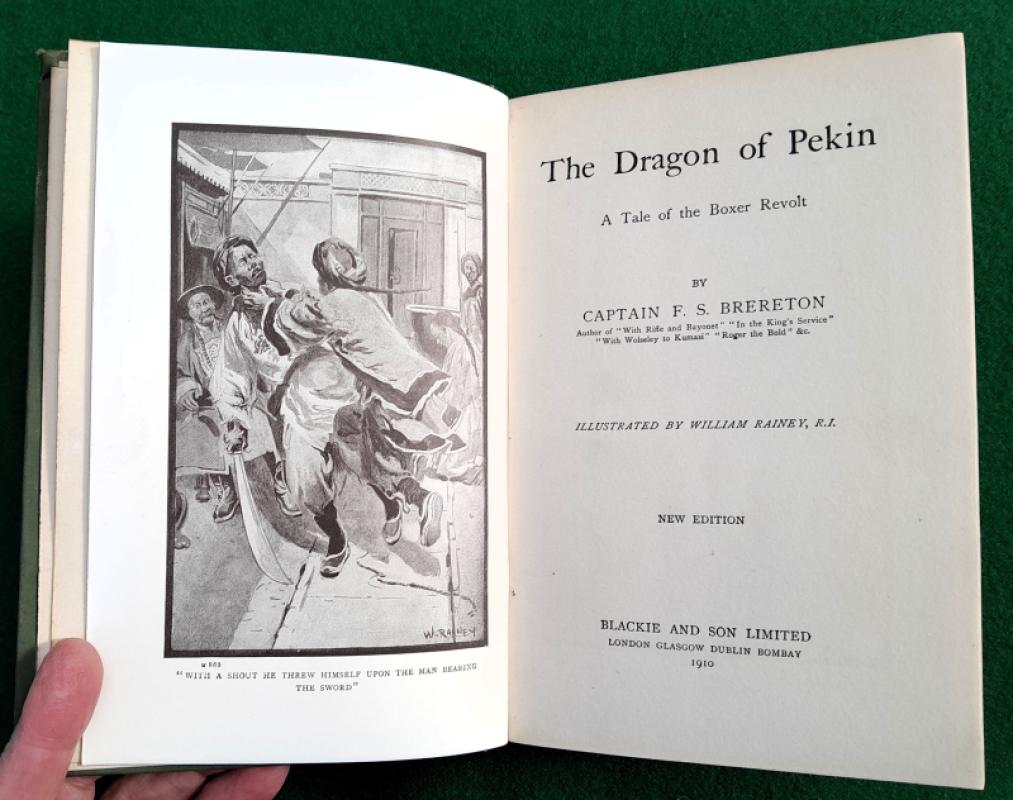 W. RAINEY
"WITH A SHOUT HE THREW HIMSELF UPON THE MAN BEARING
THE SWORD"
The Dragon of Pekin
A Tale of the Boxer Revolt
BY
CAPTAIN F. S. BRERETON
Author of "With Rifle and Bayonet" "In the King's Service"
"With Wolseley to Kumasi" "Roger the Bold" &c.
ILLUSTRATED BY WILLIAM RAINEY, R.I.
NEW EDITION
BLACKIE AND SON LIMITED
LONDON GLASGOW DUBLIN BOMBAY
1910